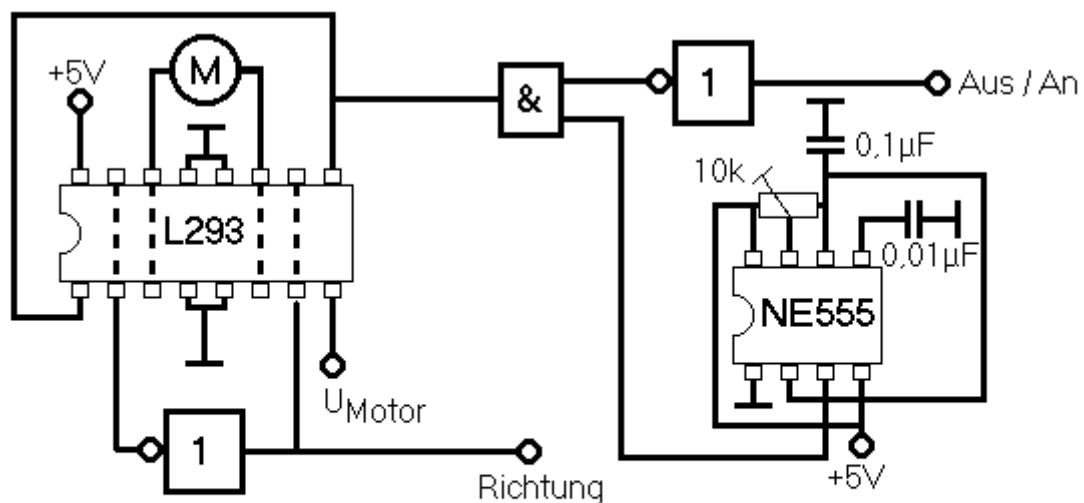 +5V
M
&
1
Aus / An
0,1µF
10k
L293
0,01µF
NE555
U Motor
1
+5V
Richtung